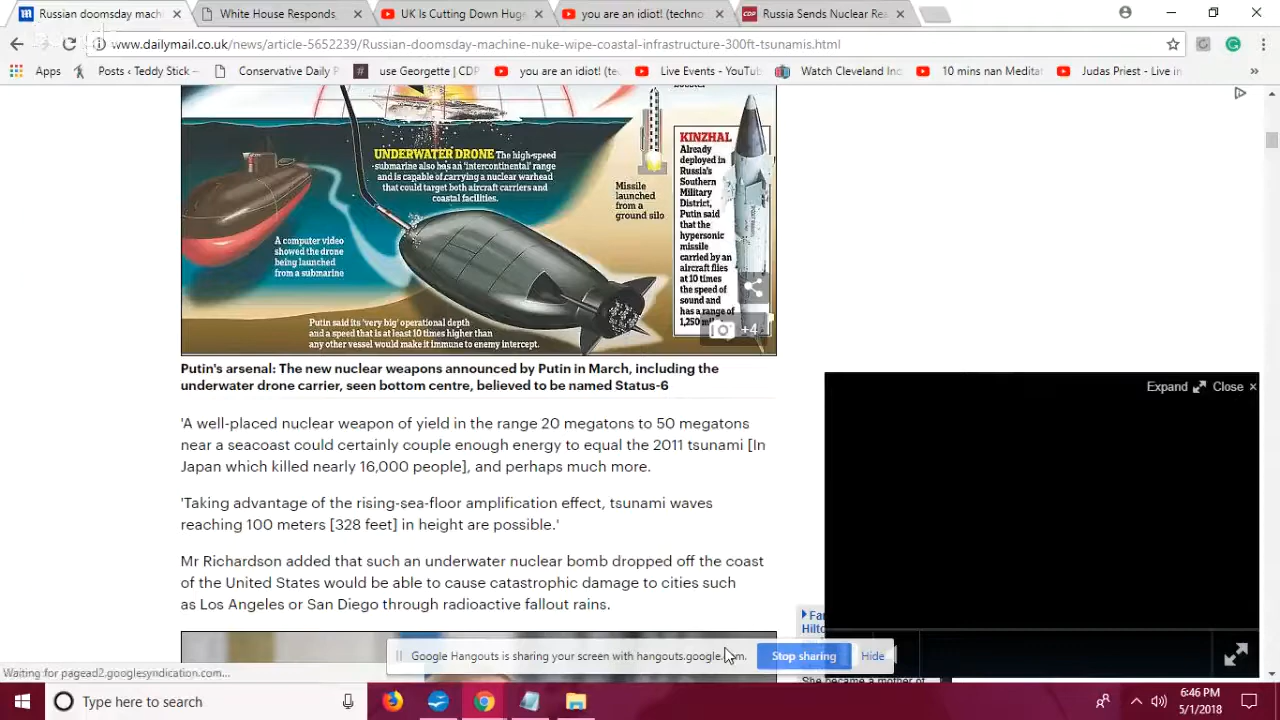 Russian doomsday mach
White House Responds
UK Is Cutting Down Huge
you are an idiot! (techno
Russia Sends Nuclear Rea
www.dailymail.co.uk/news/article-5652239/Russian-doomsday-machine-nuke-wipe-coastal-infrastructure-300ft-tsunamis.html
Apps
Posts ‹ Teddy Stick —
Conservative Daily P
use Georgette | CDP
you are an idiot! (tec
Live Events - YouTub
Watch Cleveland Inc
10 mins nan Meditat
Judas Priest - Live in
»
UNDERWATER DRONE The high-speed
submarine also has an 'intercontinental' range
and is capable of carrying a nuclear warhead
that could target both aircraft carriers and
coastal facilities.
A computer video
showed the drone
being launched
from a submarine
Putin said its 'very big' operational depth
and a speed that is at least 10 times higher than
any other vessel would make it immune to enemy intercept.
Missile
launched
from a
ground silo
KINZHAL
Already
deployed in
Russia's
Southern
Military
District,
Putin said
that the
hypersonic
missile
carried by an
aircraft flies
at 10 times
the speed of
sound and
has a range of
1,250
+4
Putin's arsenal: The new nuclear weapons announced by Putin in March, including the
underwater drone carrier, seen bottom centre, believed to be named Status-6
'A well-placed nuclear weapon of yield in the range 20 megatons to 50 megatons
near a seacoast could certainly couple enough energy to equal the 2011 tsunami [In
Japan which killed nearly 16,000 people], and perhaps much more.
'Taking advantage of the rising-sea-floor amplification effect, tsunami waves
reaching 100 meters [328 feet] in height are possible.'
Mr Richardson added that such an underwater nuclear bomb dropped off the coast
of the United States would be able to cause catastrophic damage to cities such
as Los Angeles or San Diego through radioactive fallout rains.
Expand
Close ×
Far
Hilto
She became a mother of
Google Hangouts is sharing your screen with hangouts.google.com.
Stop sharing
Hide
Waiting for pagead2.googlesyndication.com...
Type here to search
6:46 PM
5/1/2018